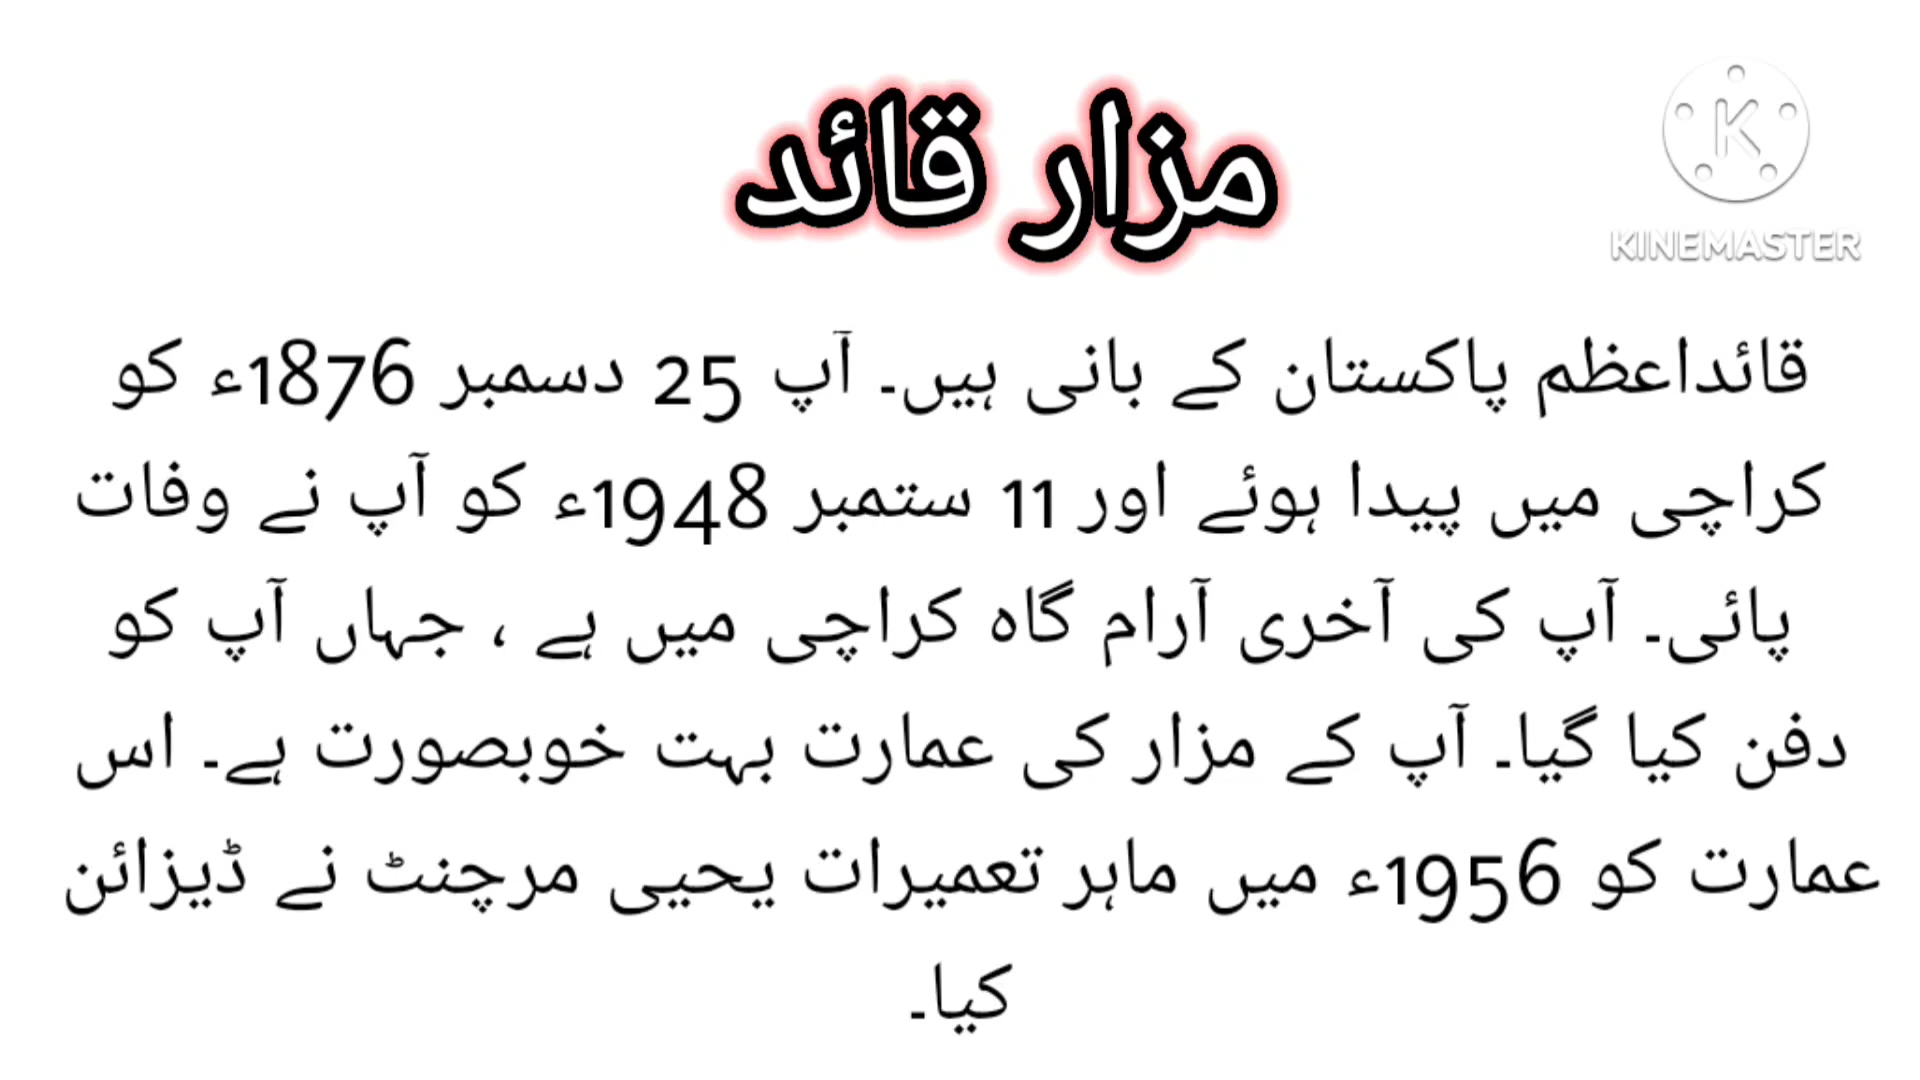 مزار قائد
KINEMASTER
قائداعظم پاکستان کے بانی ہیں۔ آپ 25 دسمبر 1876ء کو
کراچی میں پیدا ہوئے اور 11 ستمبر 1948ء کو آپ نے وفات
پائی۔ آپ کی آخری آرام گاہ کراچی میں ہے ، جہاں آپ کو
دفن کیا گیا۔ آپ کے مزار کی عمارت بہت خوبصورت ہے۔ اس
عمارت کو 1956ء میں ماہر تعمیرات یحیی مرچنٹ نے ڈیزائن
کیا۔